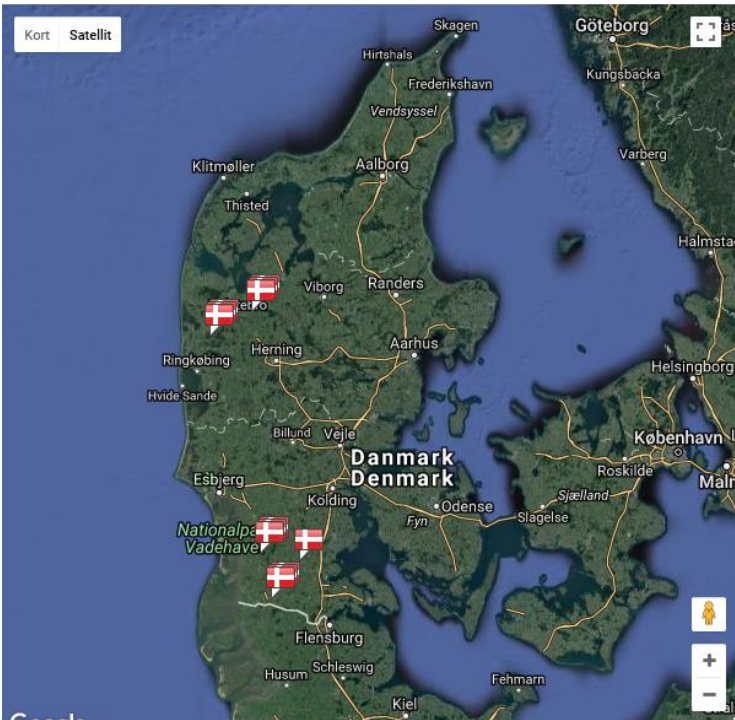 Kort Satellit
Skagen
Göteborg
Hirtshals
Kungsbacka
Frederikshavn
Vendsyssel
Varberg
Klitmøller
Aalborg
Thisted
Halmsta
Viborg
Randers
Aarhus
Herning
Ringkøbing
Helsingborg
Hvide Sande
Billund
Vejle
København
Danmark
Denmark
Roskilde
Esbjerg
Malm
Kolding
Sjælland
Odense
Fyn
Slagelse
Nationalpa
Vadehave
Flensburg
Husum
Schleswig
Fehmarn
Kiel